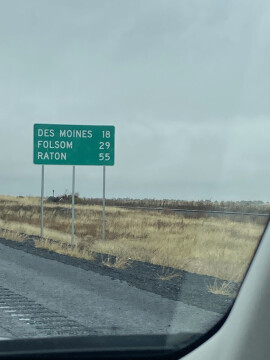 DES MOINES 18
FOLSOM 29
RATON 55